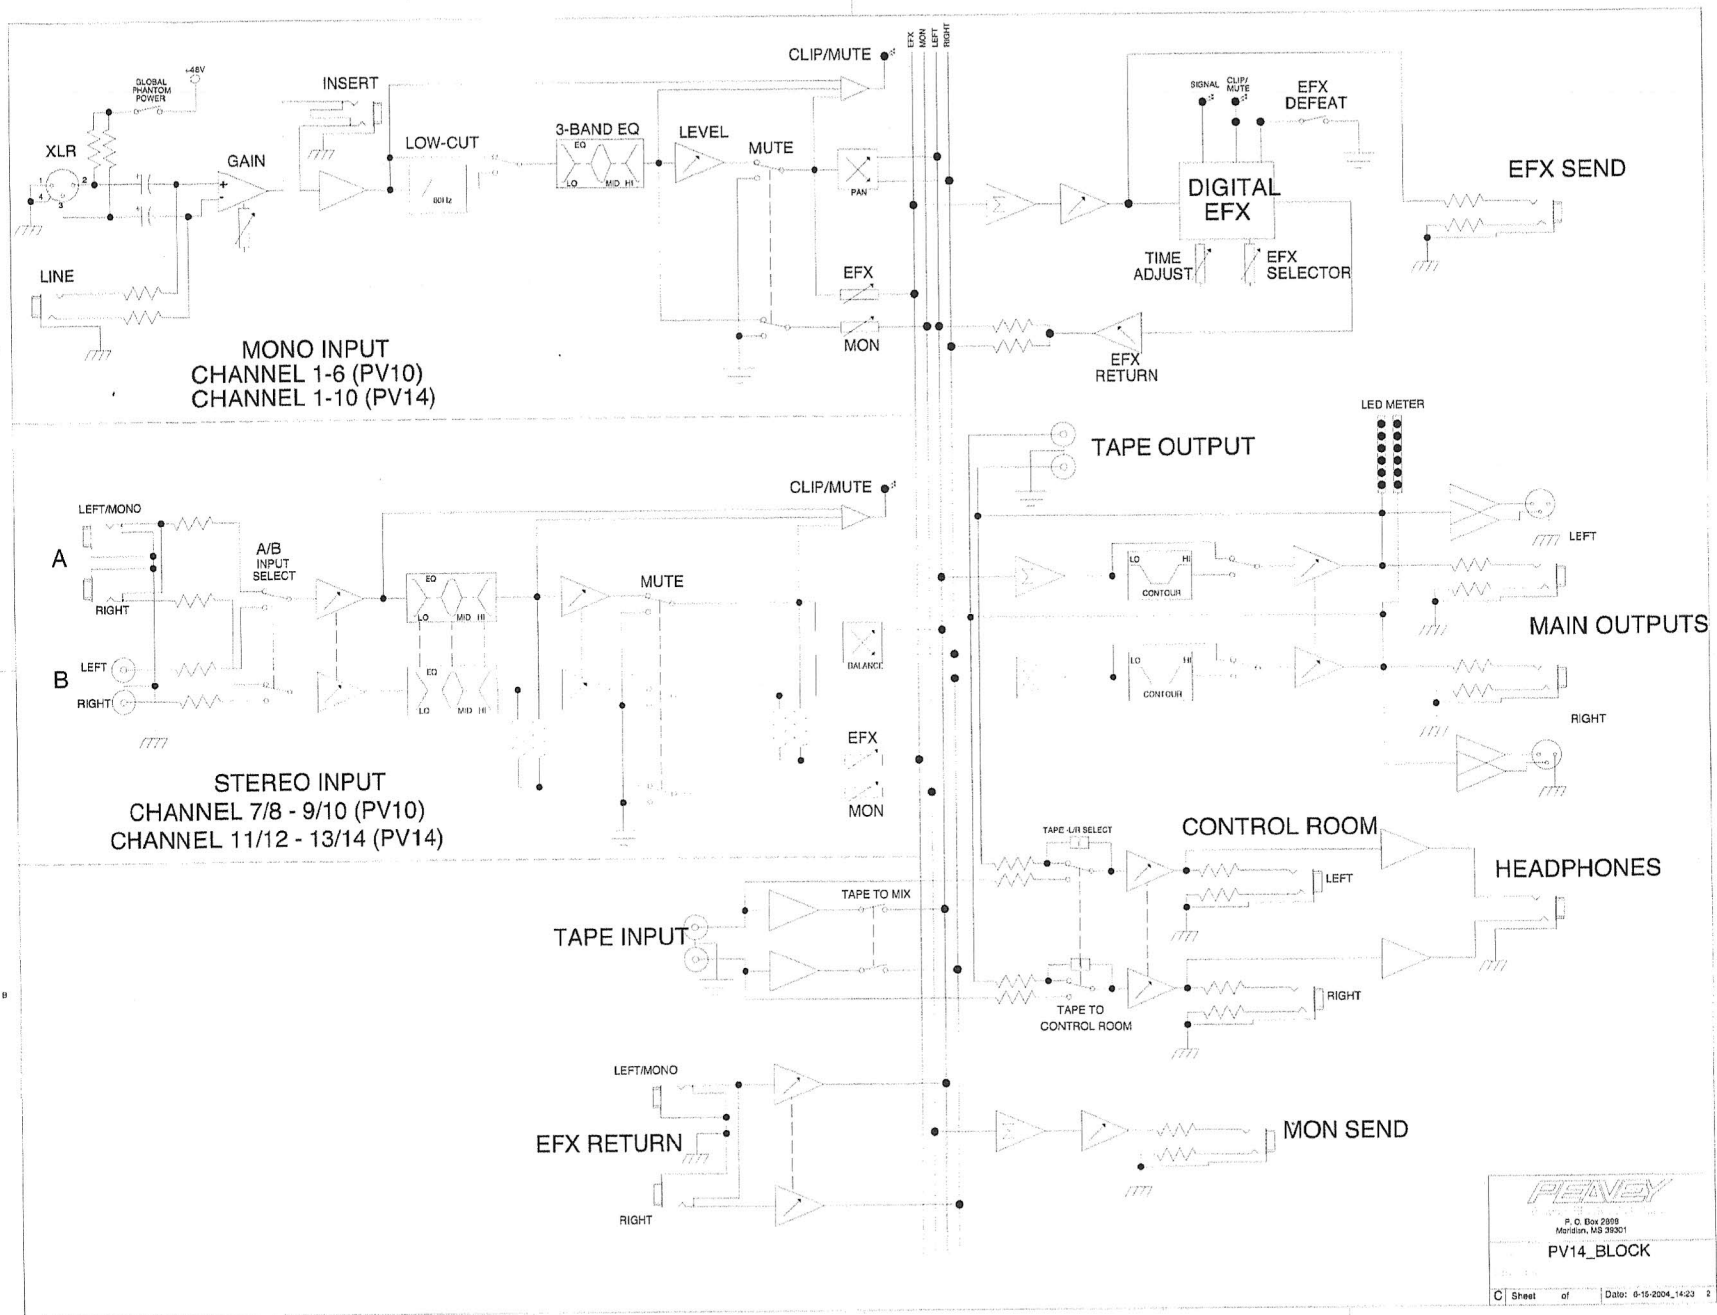 EFX
MON
LEFT
RIGHT
CLIP/MUTE
+48V
GLOBAL
PHANTOM
POWER
INSERT
SIGNAL
CLIP/
MUTE
EFX
DEFEAT
XLR
1
2
3
4
GAIN
+
-
LOW-CUT
80Hz
3-BAND EQ
EQ
LO
MID
HI
LEVEL
MUTE
PAN
DIGITAL
EFX
EFX SEND
Σ
TIME
ADJUST
EFX
SELECTOR
LINE
EFX
MON
EFX
RETURN
MONO INPUT
CHANNEL 1-6 (PV10)
CHANNEL 1-10 (PV14)
LED METER
TAPE OUTPUT
CLIP/MUTE
LEFT/MONO
A
RIGHT
A/B
INPUT
SELECT
EQ
LO
MID
HI
MUTE
Σ
LO
HI
CONTOUR
LEFT
MAIN OUTPUTS
BALANCE
LEFT
B
RIGHT
EQ
LO
MID
HI
LO
HI
CONTOUR
RIGHT
EFX
MON
STEREO INPUT
CHANNEL 7/8 - 9/10 (PV10)
CHANNEL 11/12 - 13/14 (PV14)
TAPE -L/R SELECT
CONTROL ROOM
LEFT
HEADPHONES
TAPE TO MIX
TAPE INPUT
RIGHT
TAPE TO
CONTROL ROOM
B
LEFT/MONO
EFX RETURN
RIGHT
Σ
MON SEND
PEAVEY
P. O. Box 2898
Meridian, MS 39301
PV14_BLOCK
C
Sheet
of
Date: 6-15-2004_14:23
2